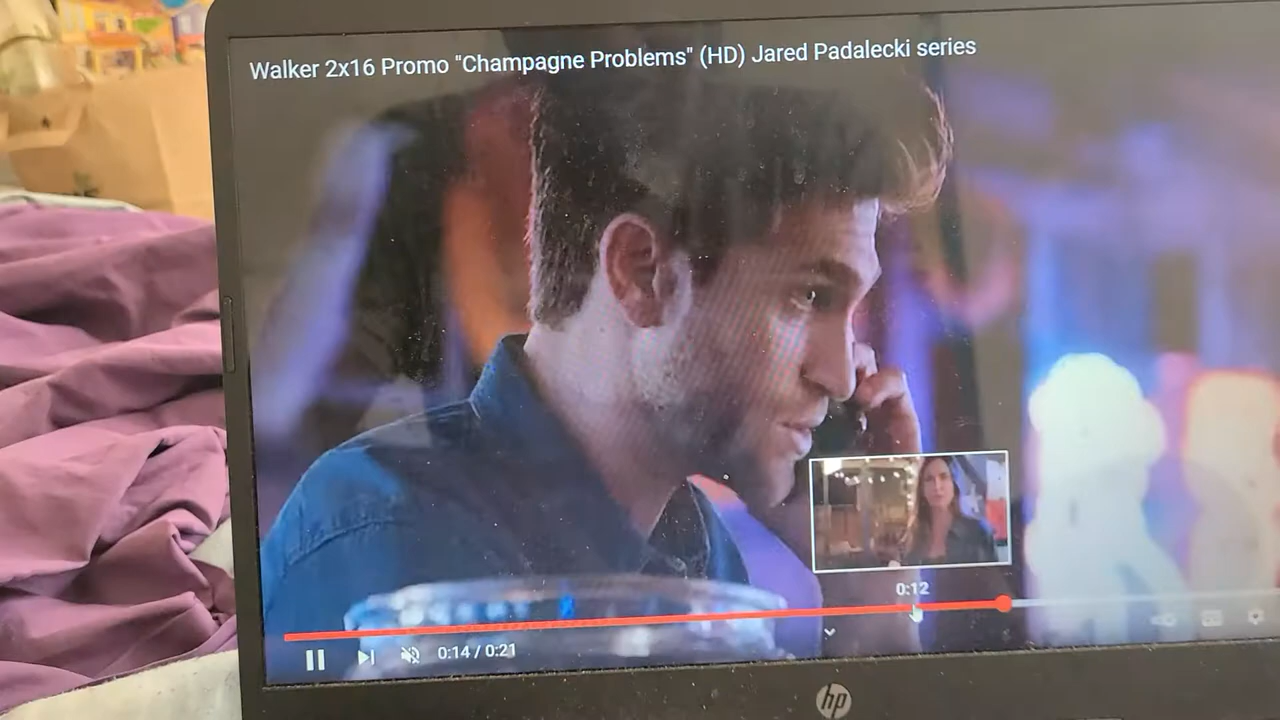 Walker 2x16 Promo "Champagne Problems" (HD) Jared Padalecki series
0:12
0:14 / 0:21
hp